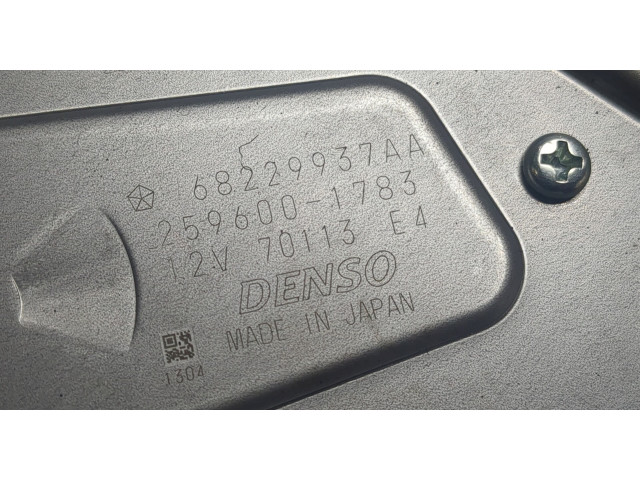 68229937AA
259600-1783
12V 70113 E4
DENSO
MADE IN JAPAN
1304